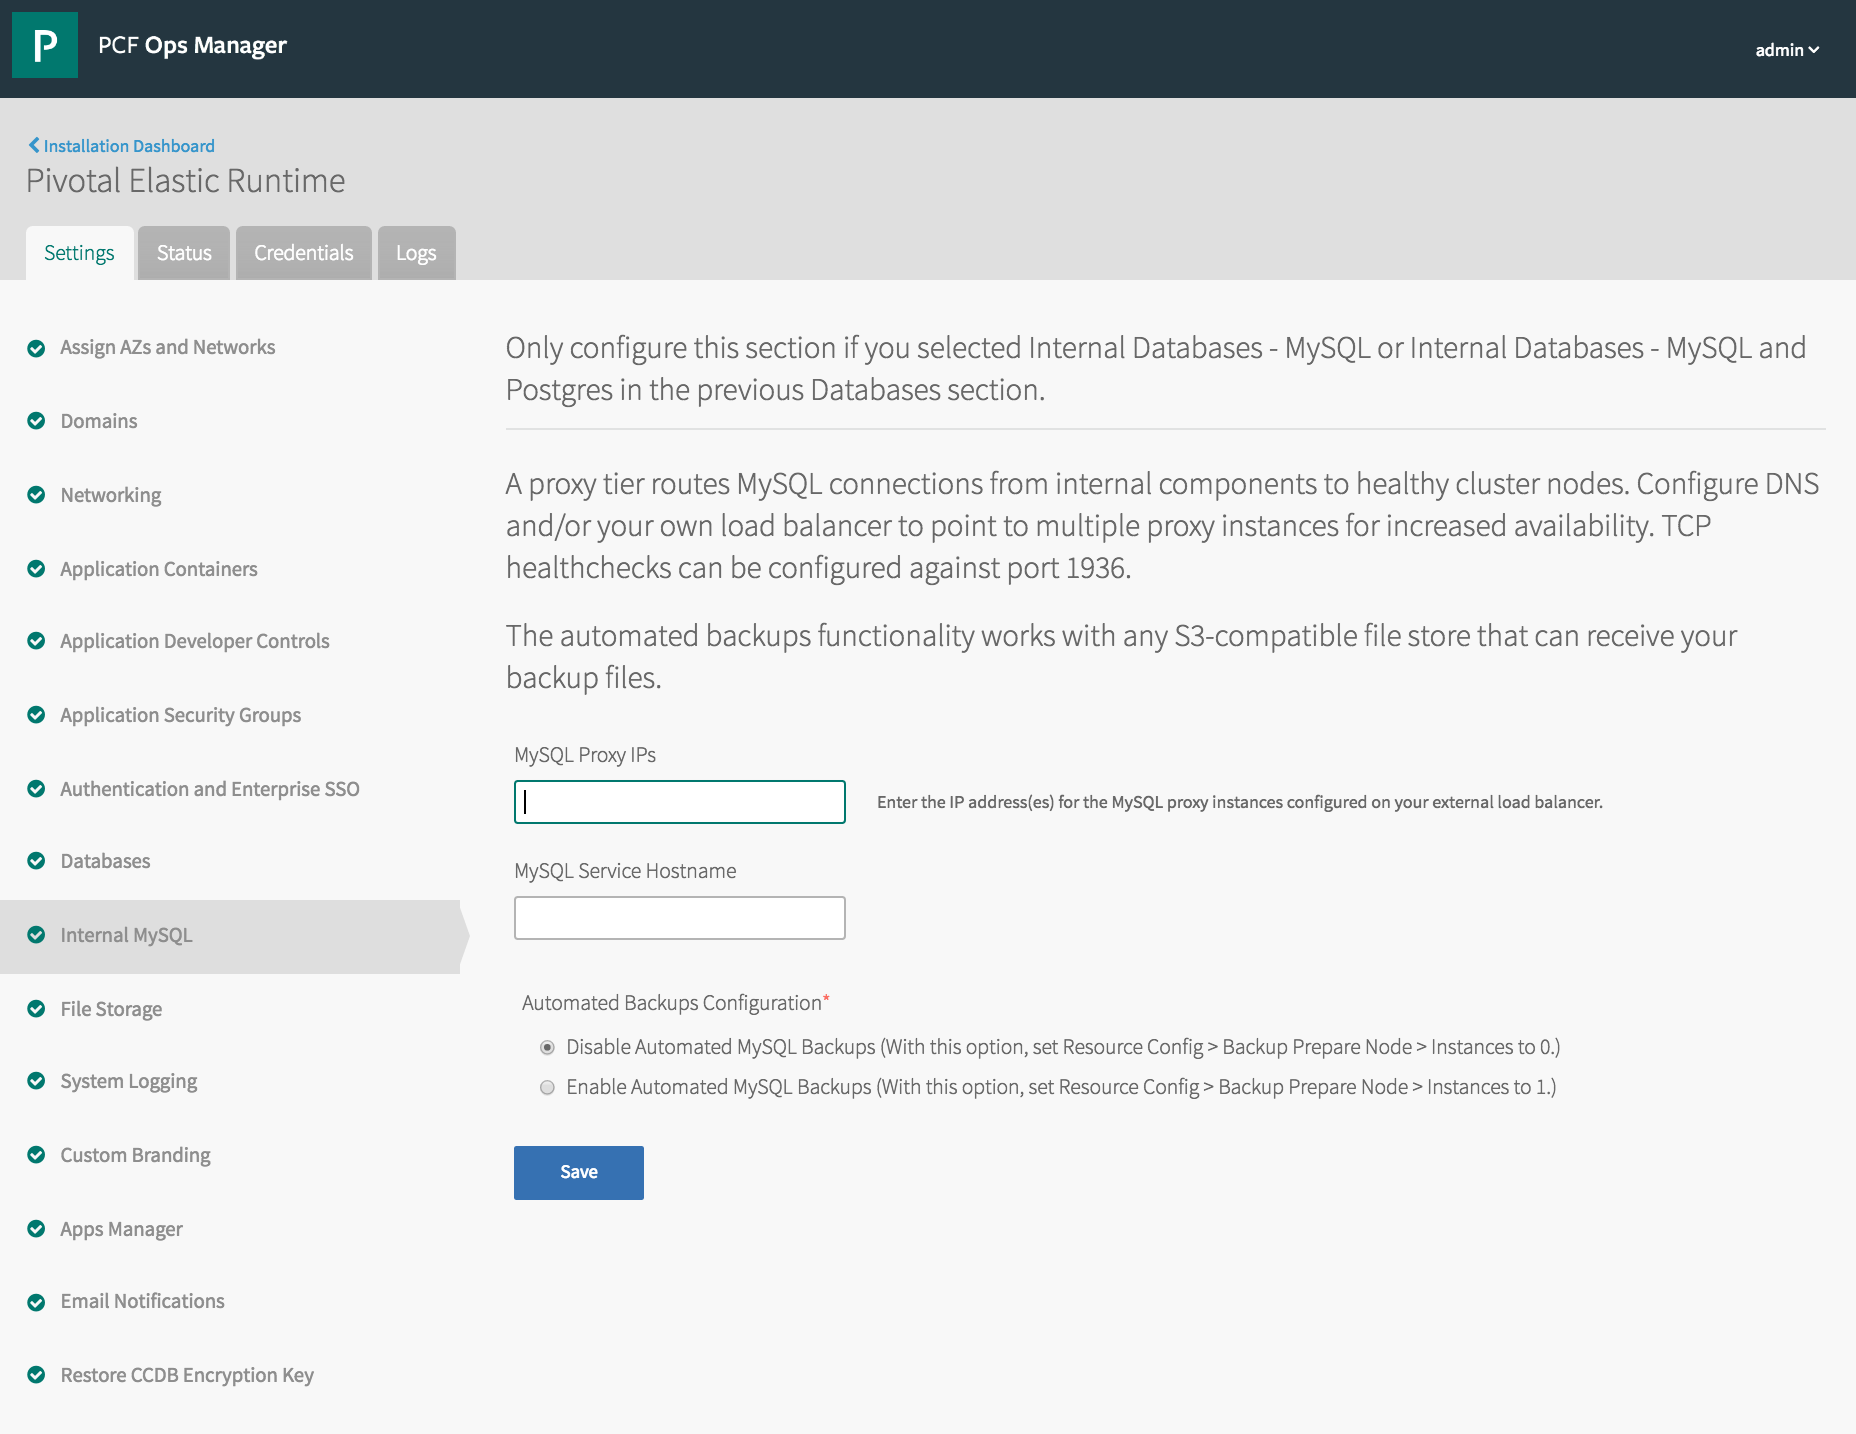 P
PCF Ops Manager
admin
Installation Dashboard
Pivotal Elastic Runtime
Settings
Status
Credentials
Logs
Assign AZs and Networks
Domains
Networking
Application Containers
Application Developer Controls
Application Security Groups
Authentication and Enterprise SSO
Databases
Internal MySQL
File Storage
System Logging
Custom Branding
Apps Manager
Email Notifications
Restore CCDB Encryption Key
Only configure this section if you selected Internal Databases - MySQL or Internal Databases - MySQL and
Postgres in the previous Databases section.
A proxy tier routes MySQL connections from internal components to healthy cluster nodes. Configure DNS
and/or your own load balancer to point to multiple proxy instances for increased availability. TCP
healthchecks can be configured against port 1936.
The automated backups functionality works with any S3-compatible file store that can receive your
backup files.
MySQL Proxy IPs
Enter the IP address(es) for the MySQL proxy instances configured on your external load balancer.
MySQL Service Hostname
Automated Backups Configuration*
Disable Automated MySQL Backups (With this option, set Resource Config > Backup Prepare Node > Instances to 0.)
Enable Automated MySQL Backups (With this option, set Resource Config > Backup Prepare Node > Instances to 1.)
Save